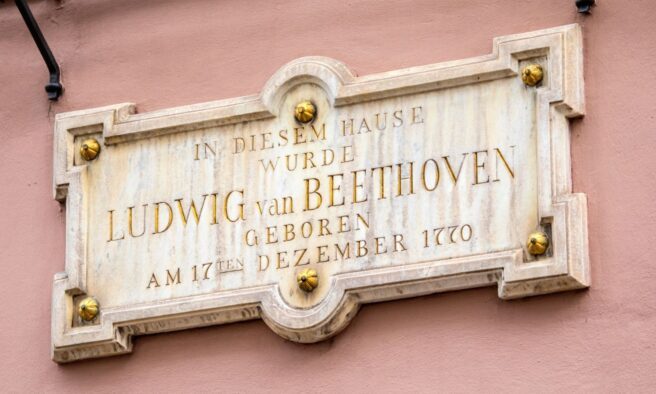 IN DIESEM HAUSE
WURDE
LUDWIG van BEETHOVEN
GEBOREN
AM 17TEN DEZEMBER 1770